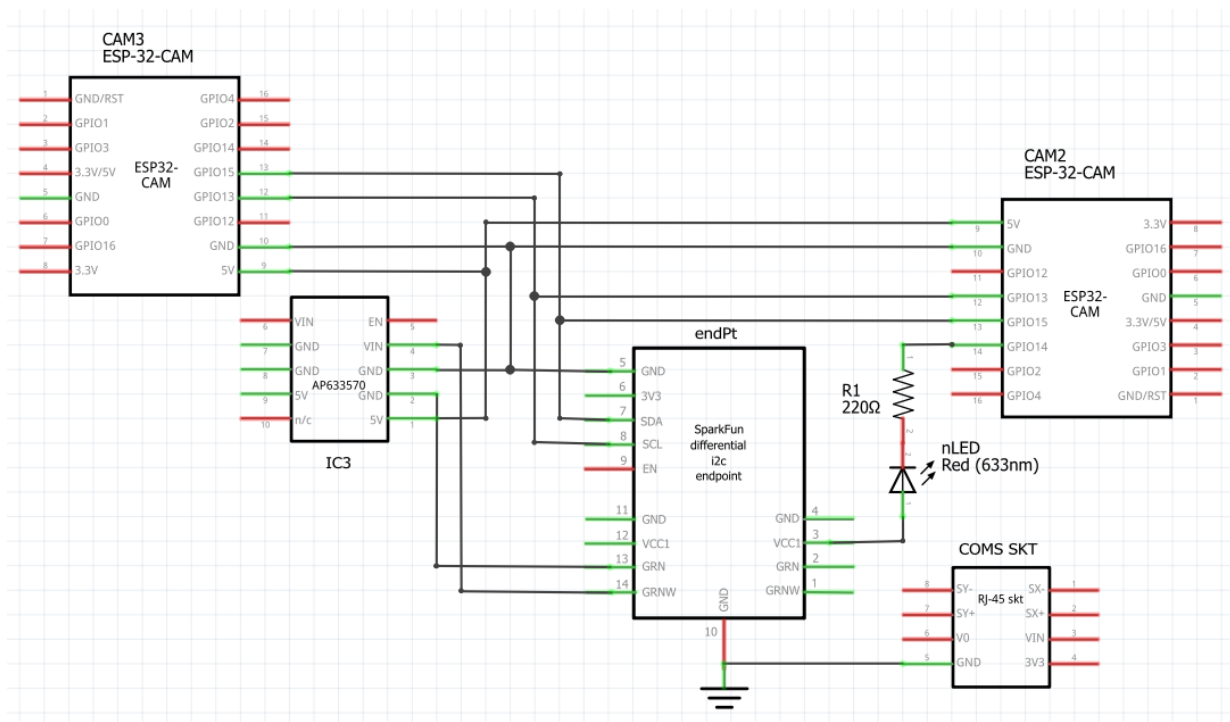 CAM3
ESP-32-CAM
1 GND/RST GPIO4 16
2 GPIO1 GPIO2 15
3 GPIO3 GPIO14 14
4 3.3V/5V GPIO15 13
5 GND GPIO13 12
6 GPIO0 GPIO12 11
7 GPIO16 GND 10
8 3.3V 5V 9
ESP32-
CAM
CAM2
ESP-32-CAM
9 5V 3.3V 8
10 GND GPIO16 7
11 GPIO12 GPIO0 6
12 GPIO13 GND 5
13 GPIO15 3.3V/5V 4
14 GPIO14 GPIO3 3
15 GPIO2 GPIO1 2
16 GPIO4 GND/RST 1
ESP32-
CAM
6 VIN EN 5
7 GND VIN 4
8 GND GND 3
9 5V GND 2
10 n/c 5V 1
AP633570
IC3
endPt
5 GND
6 3V3
7 SDA
8 SCL
9 EN
SparkFun
differential
i2c
endpoint
11 GND GND 4
12 VCC1 VCC1 3
13 GRN GRN 2
14 GRNW GRNW 1
GND
10
R1
220Ω
1
2
nLED
Red (633nm)
2
1
COMS SKT
RJ-45 skt
8 SY- SX- 1
7 SY+ SX+ 2
6 V0 VIN 3
5 GND 3V3 4